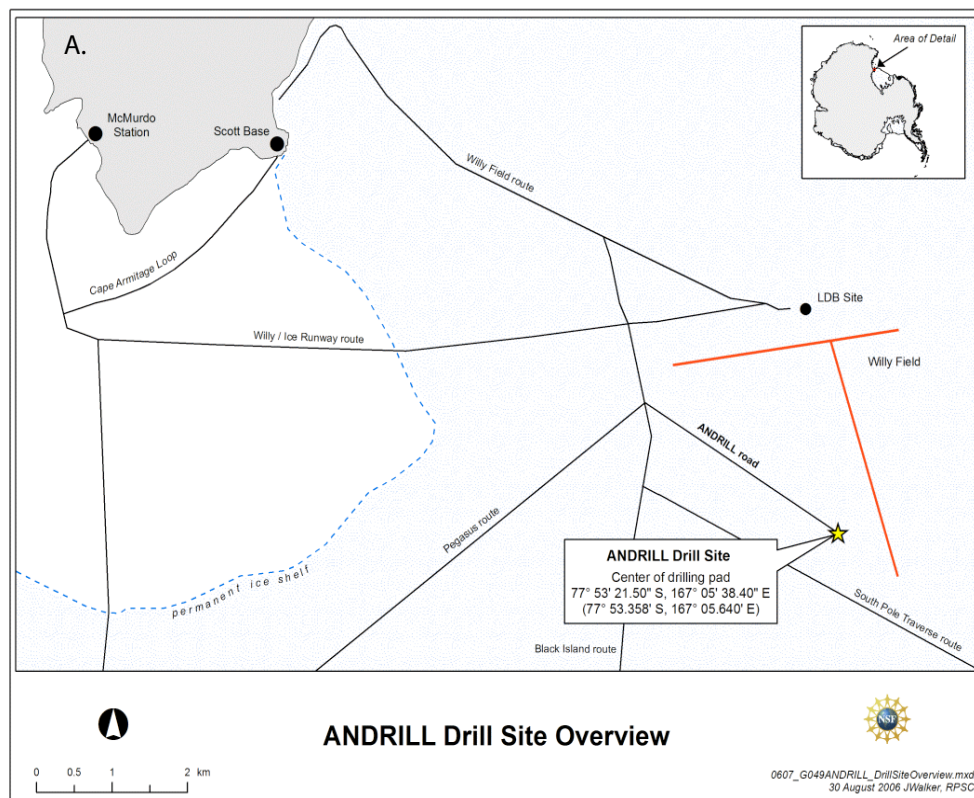 A.
Area of Detail
McMurdo
Station
Scott Base
Willy Field route
Cape Armitage Loop
LDB Site
Willy / Ice Runway route
Willy Field
ANDRILL road
Pegasus route
ANDRILL Drill Site
Center of drilling pad
77° 53' 21.50" S, 167° 05' 38.40" E
(77° 53.358' S, 167° 05.640' E)
permanent ice shelf
South Pole Traverse route
Black Island route
ANDRILL Drill Site Overview
NSF
0 0.5 1 2 km
0607_G049ANDRILL_DrillSiteOverview.mxd
30 August 2006 JWalker, RPSC